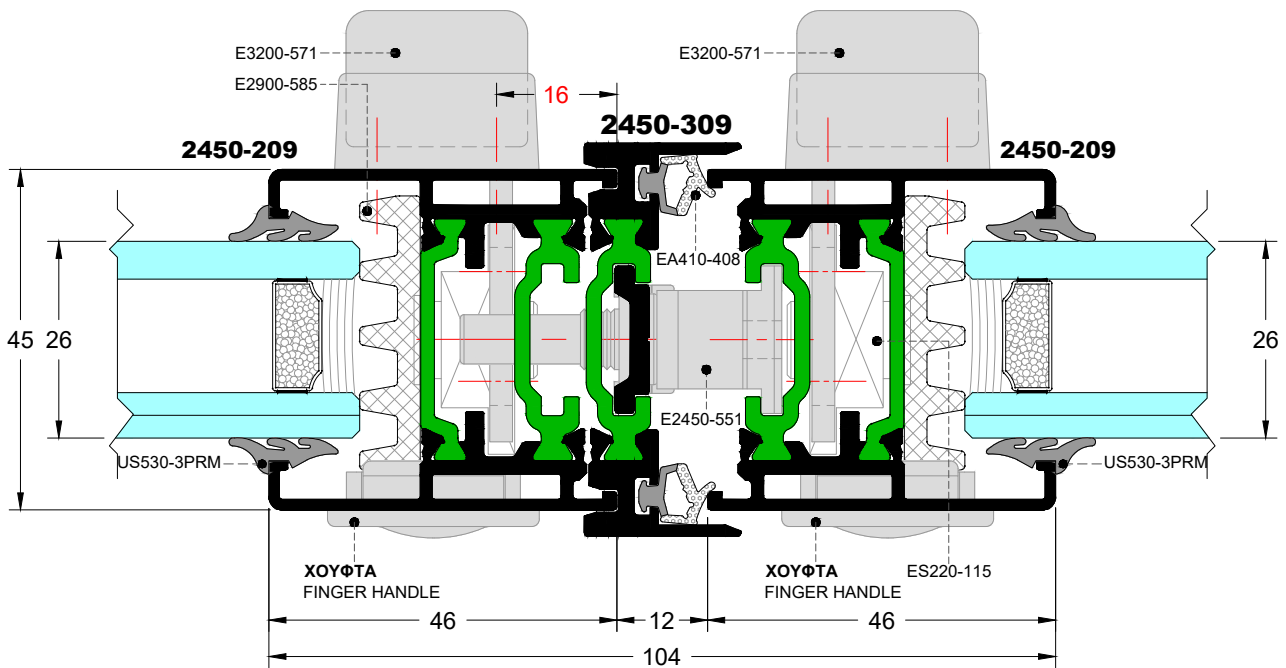 E3200-571
E3200-571
E2900-585
16
2450-309
2450-209
2450-209
EA410-408
45
26
26
E2450-551
US530-3PRM
US530-3PRM
ΧΟΥΦΤΑ
FINGER HANDLE
ΧΟΥΦΤΑ
FINGER HANDLE
ES220-115
46
12
46
104